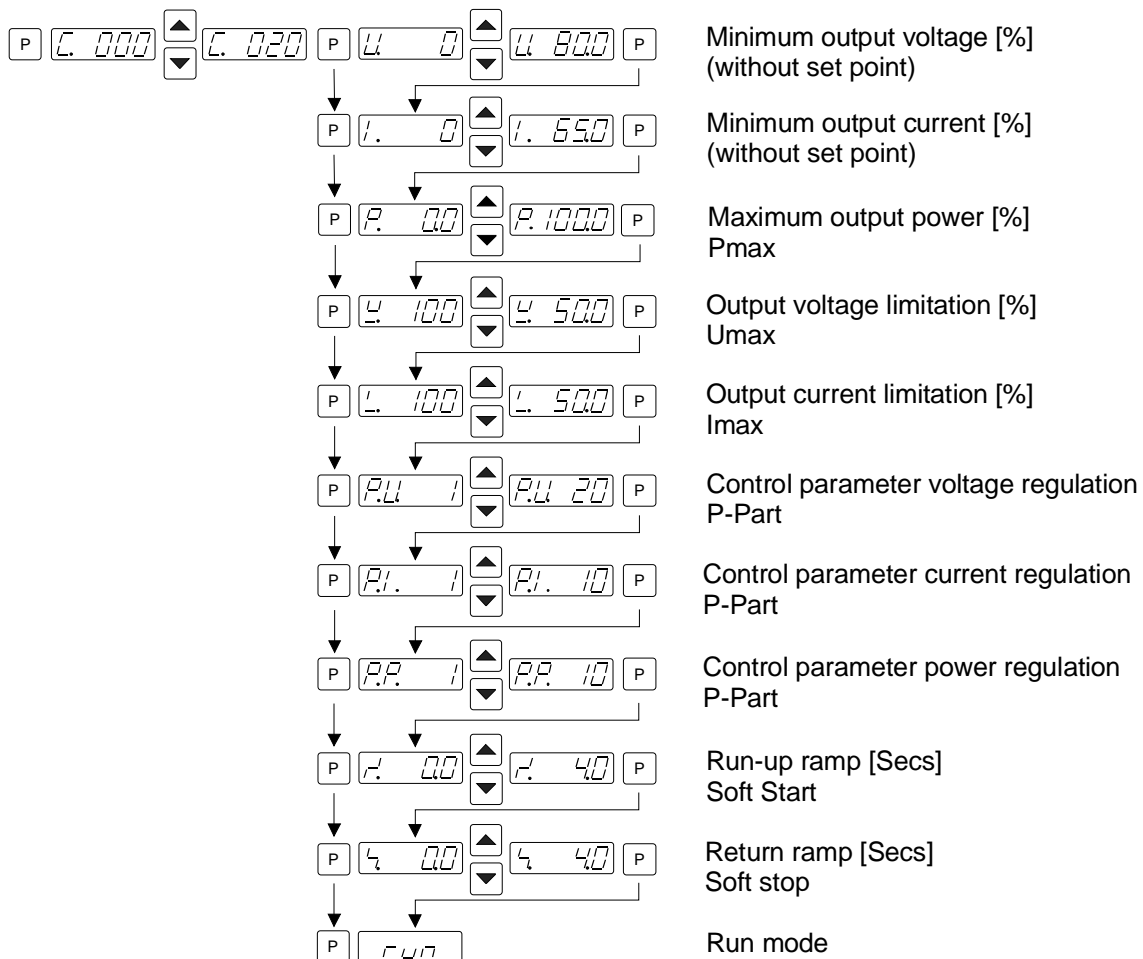 P C. 000 C. 020 P U. 0 U. 80.0 P Minimum output voltage [%]
(without set point)
P I. 0 I. 65.0 P Minimum output current [%]
(without set point)
P P. 0.0 P. 100.0 P Maximum output power [%]
Pmax
P 100 50.0 P Output voltage limitation [%]
Umax
P 100 50.0 P Output current limitation [%]
Imax
P P.U. 1 P.U. 20 P Control parameter voltage regulation
P-Part
P P.I. 1 P.I. 10 P Control parameter current regulation
P-Part
P P.P. 1 P.P. 10 P Control parameter power regulation
P-Part
P 0.0 4.0 P Run-up ramp [Secs]
Soft Start
P 0.0 4.0 P Return ramp [Secs]
Soft stop
P Run mode